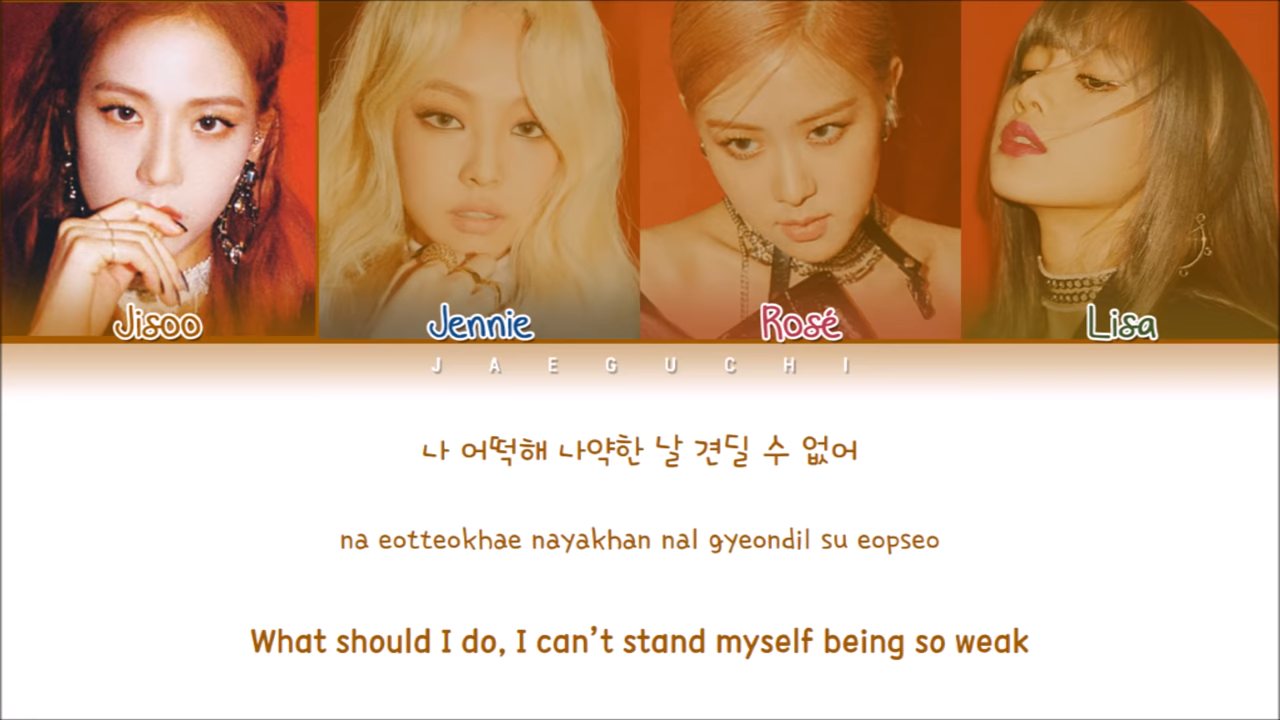 Jisoo Jennie Rosé Lisa
JAEGUCHI
나 어떡해 나약한 날 견딜 수 없어
na eotteokhae nayakhan nal gyeondil su eopseo
What should I do, I can't stand myself being so weak